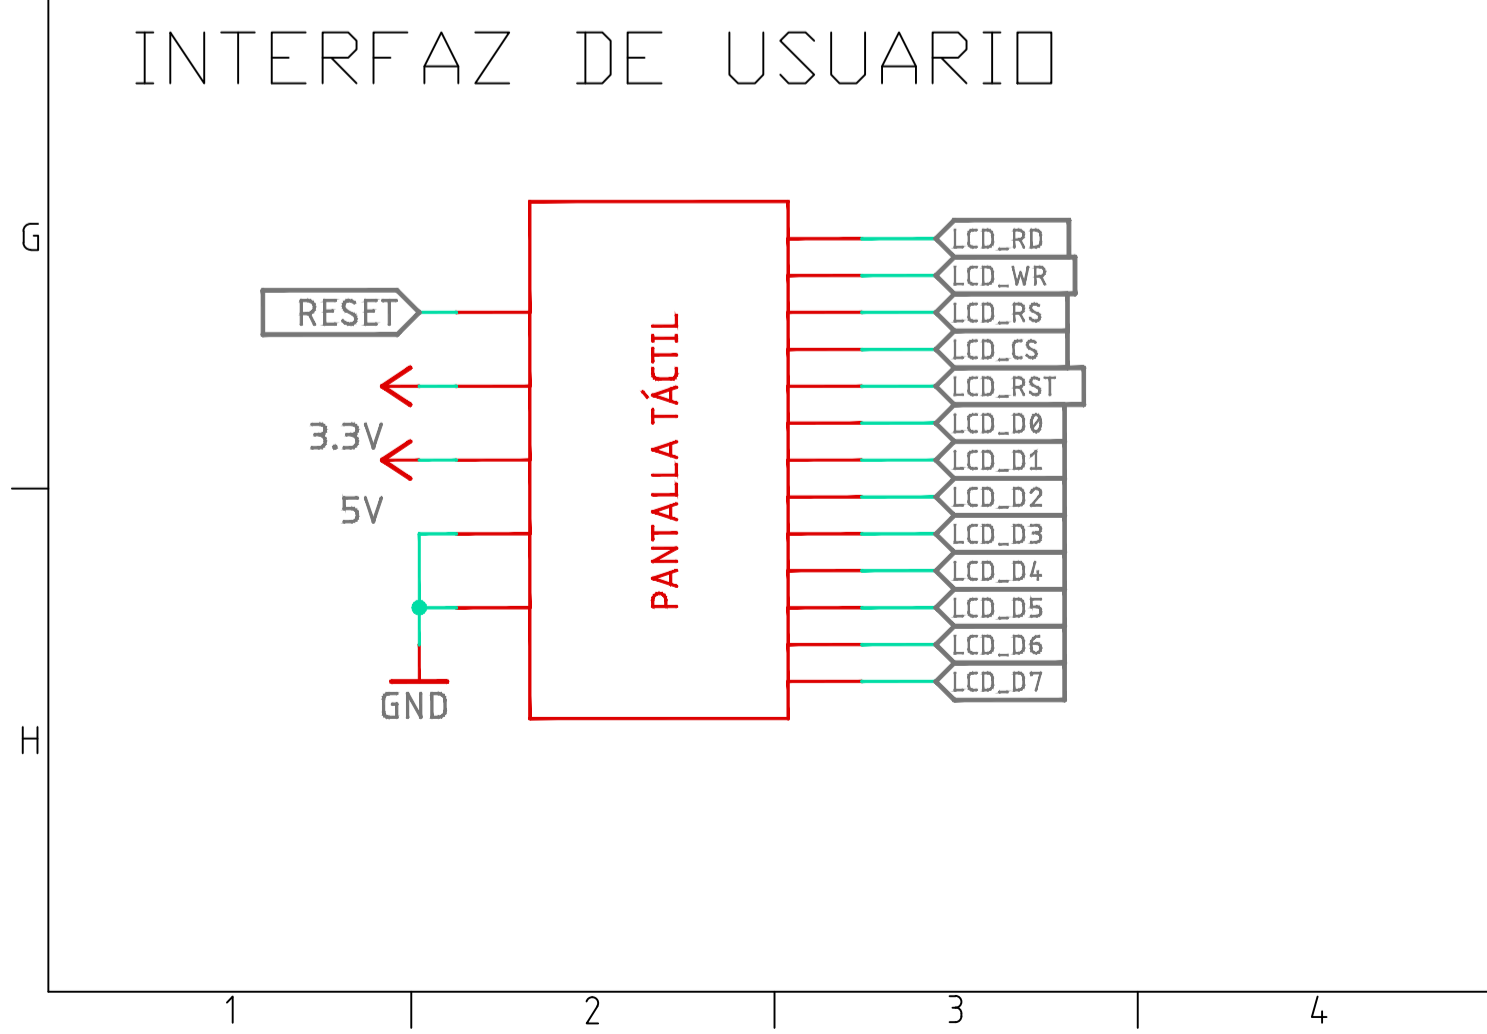 INTERFAZ DE USUARIO
G
LCD_RD
LCD_WR
RESET
LCD_RS
LCD_CS
LCD_RST
3.3V
LCD_D0
LCD_D1
5V
LCD_D2
LCD_D3
LCD_D4
LCD_D5
LCD_D6
GND
LCD_D7
PANTALLA TÁCTIL
H
1 2 3 4